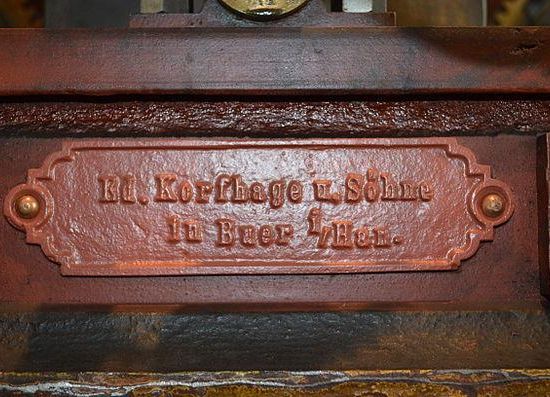 Ed. Korfhage u. Söhne
in Buer i/Han.